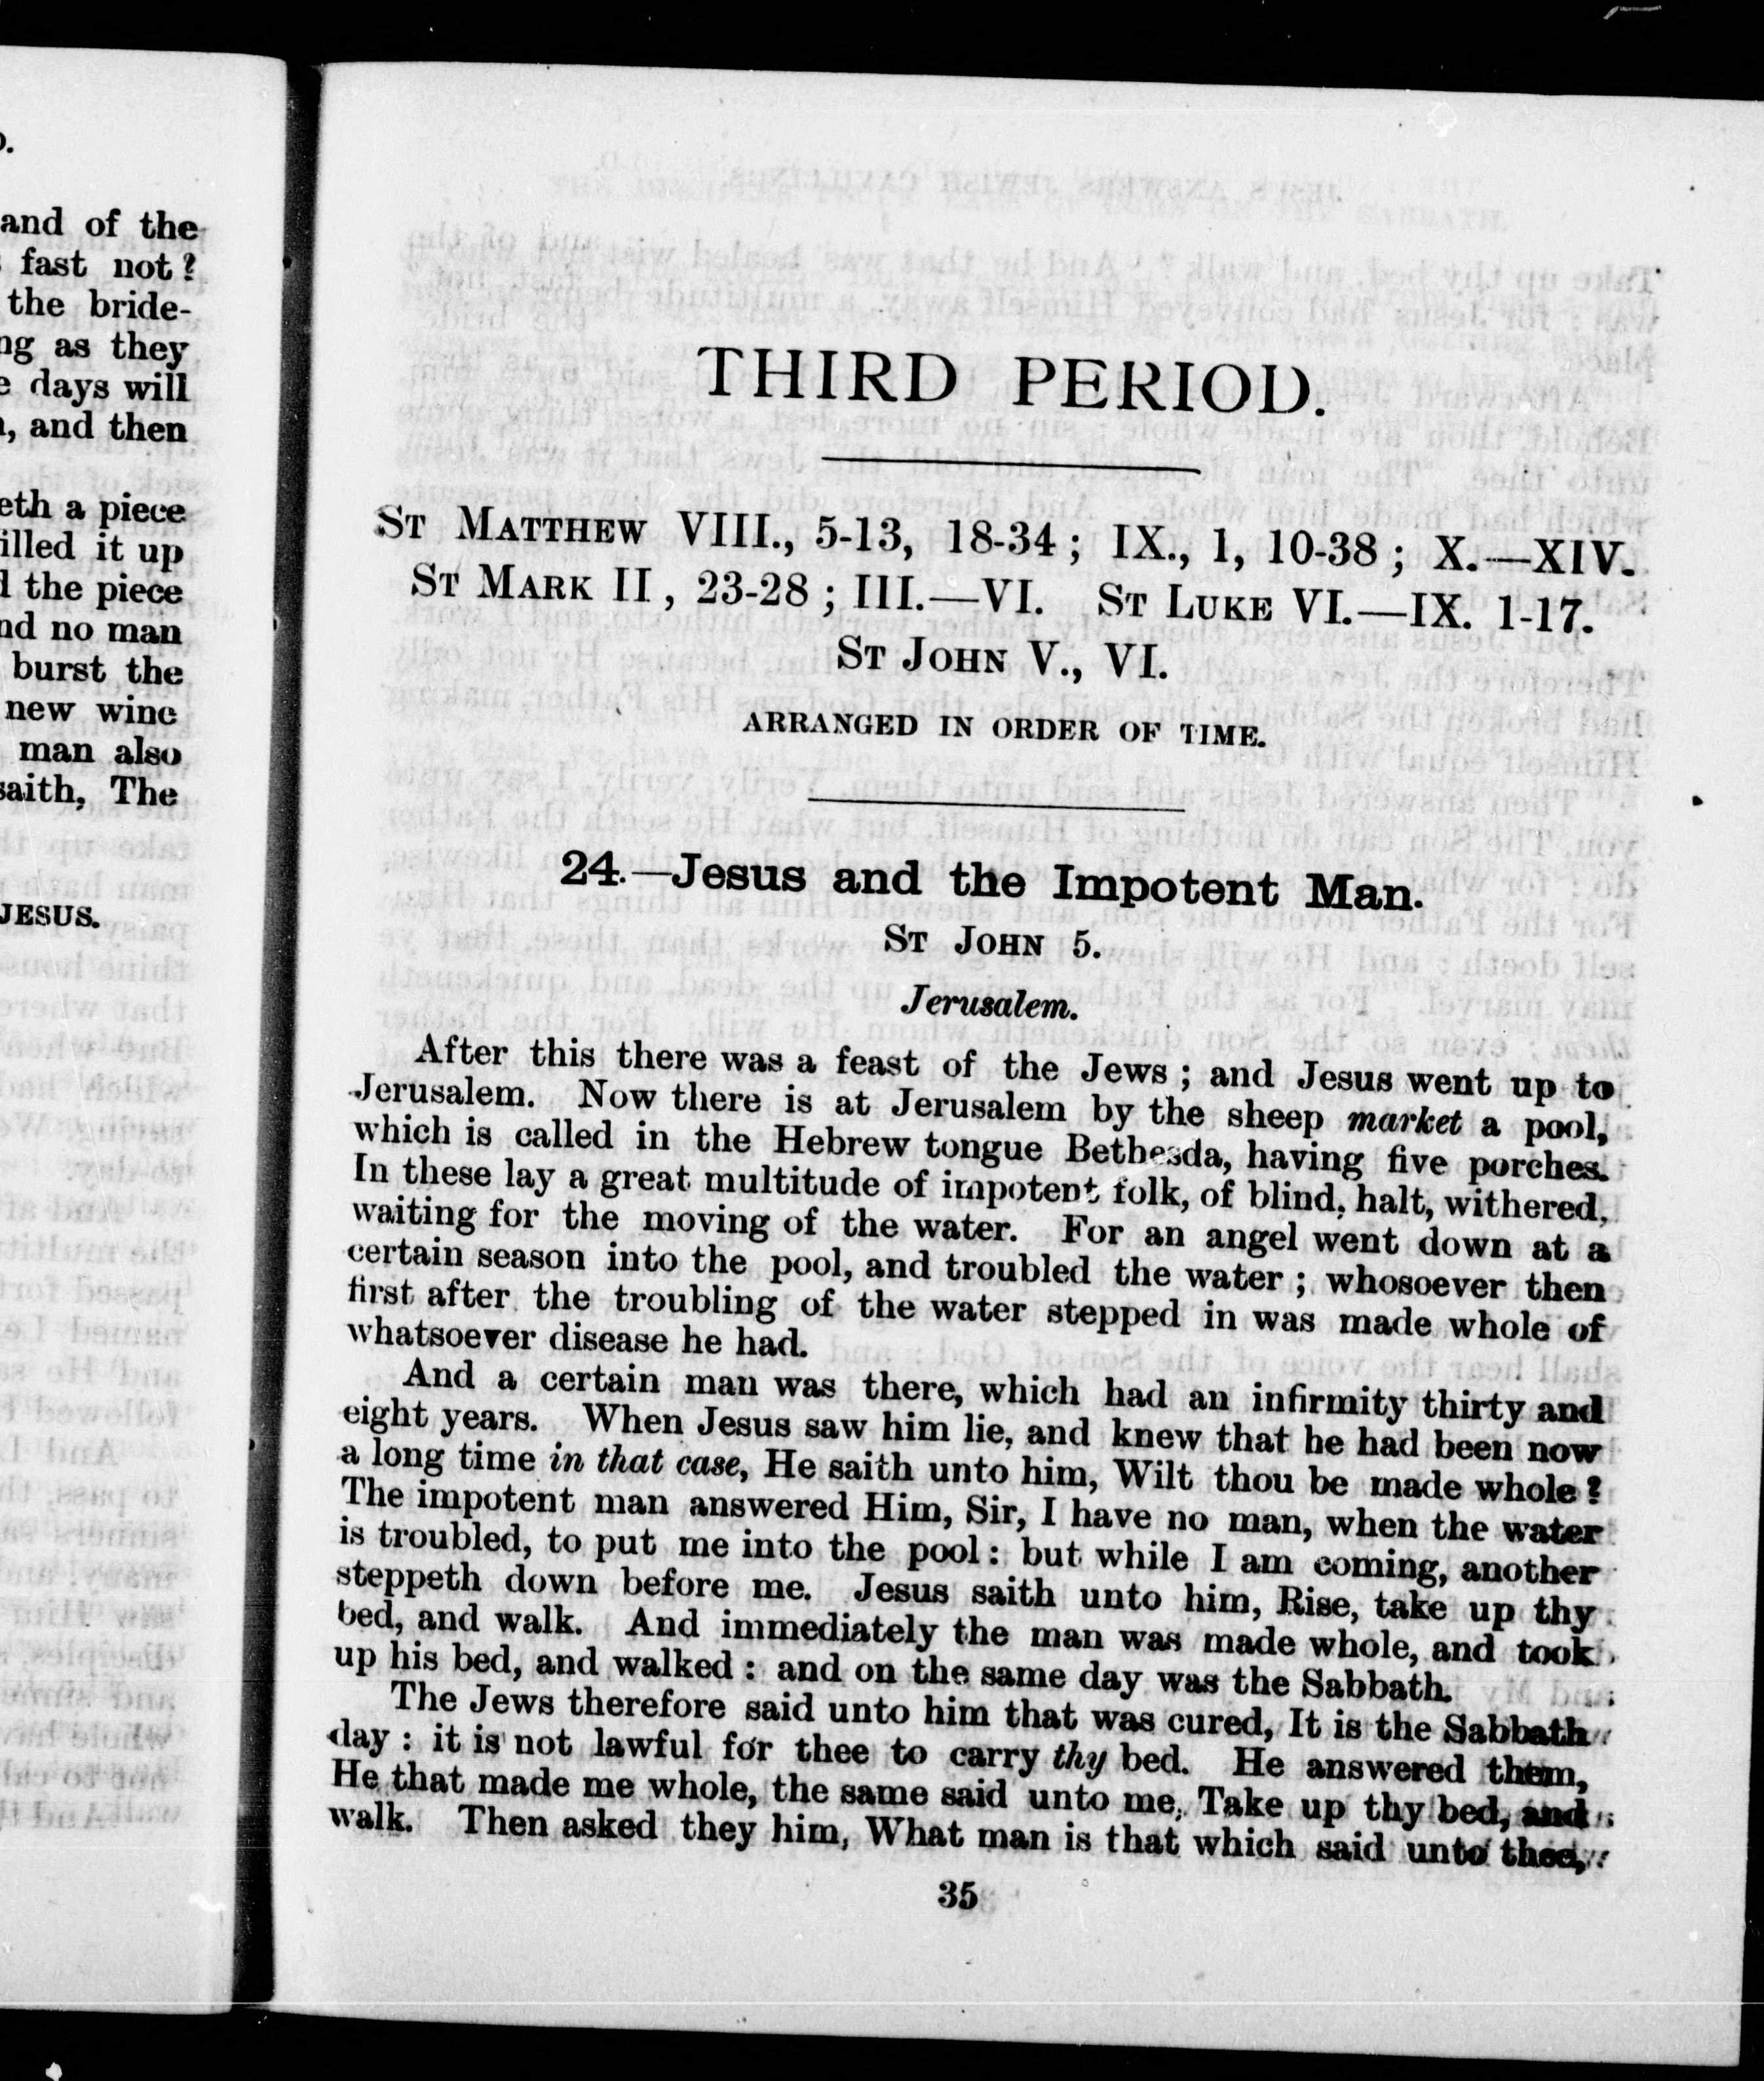 D.
and of the
fast not?
the bride-
ng as they
e days will
, and then
eth a piece
illed it up
d the piece
nd no man
burst the
new wine
man also
saith, The
JESUS.
THIRD PERIOD.
ST MATTHEW VIII., 5-13, 18-34; IX., 1, 10-38; X.—XIV.
ST MARK II, 23-28; III.—VI. ST LUKE VI.—IX. 1-17.
ST JOHN V., VI.
ARRANGED IN ORDER OF TIME.
24.—Jesus and the Impotent Man.
ST JOHN 5.
Jerusalem.
After this there was a feast of the Jews; and Jesus went up to
Jerusalem. Now there is at Jerusalem by the sheep market a pool,
which is called in the Hebrew tongue Bethesda, having five porches.
In these lay a great multitude of impotent folk, of blind, halt, withered,
waiting for the moving of the water. For an angel went down at a
certain season into the pool, and troubled the water; whosoever then
first after the troubling of the water stepped in was made whole of
whatsoever disease he had.
And a certain man was there, which had an infirmity thirty and
eight years. When Jesus saw him lie, and knew that he had been now
a long time in that case, He saith unto him, Wilt thou be made whole?
The impotent man answered Him, Sir, I have no man, when the water
is troubled, to put me into the pool: but while I am coming, another
steppeth down before me. Jesus saith unto him, Rise, take up thy
bed, and walk. And immediately the man was made whole, and took
up his bed, and walked: and on the same day was the Sabbath.
The Jews therefore said unto him that was cured, It is the Sabbath
day: it is not lawful for thee to carry thy bed. He answered them,
He that made me whole, the same said unto me, Take up thy bed, and
walk. Then asked they him, What man is that which said unto thee,
35